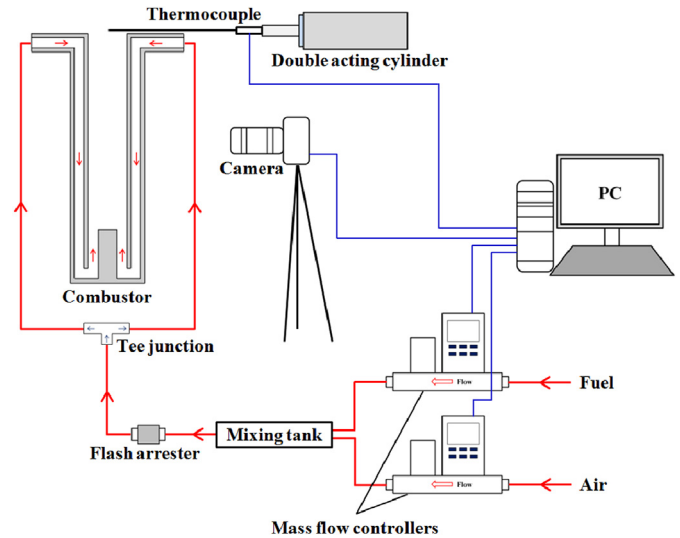 Thermocouple
Double acting cylinder
Camera
PC
Combustor
Tee junction
Flow
Fuel
Mixing tank
Flash arrester
Flow
Air
Mass flow controllers